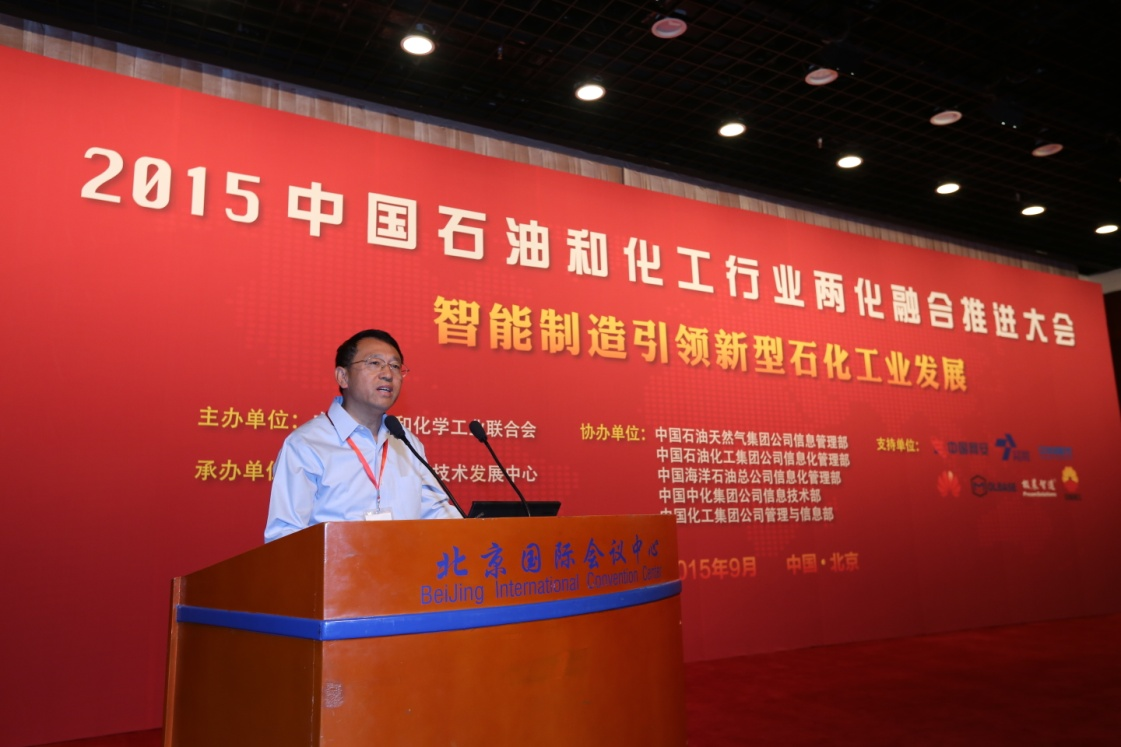 2015中国石油和化工行业两化融合推进大会
智能制造引领新型石化工业发展
主办单位：
和化学工业联合会
承办单位
技术发展中心
协办单位：
中国石油天然气集团公司信息管理部
中国石油化工集团公司信息化管理部
中国海洋石油总公司信息化管理部
中国中化集团公司信息技术部
中国化工集团公司管理与信息部
支持单位：
015年9月 中国·北京
北京国际会议中心
BeiJing International Convention Center